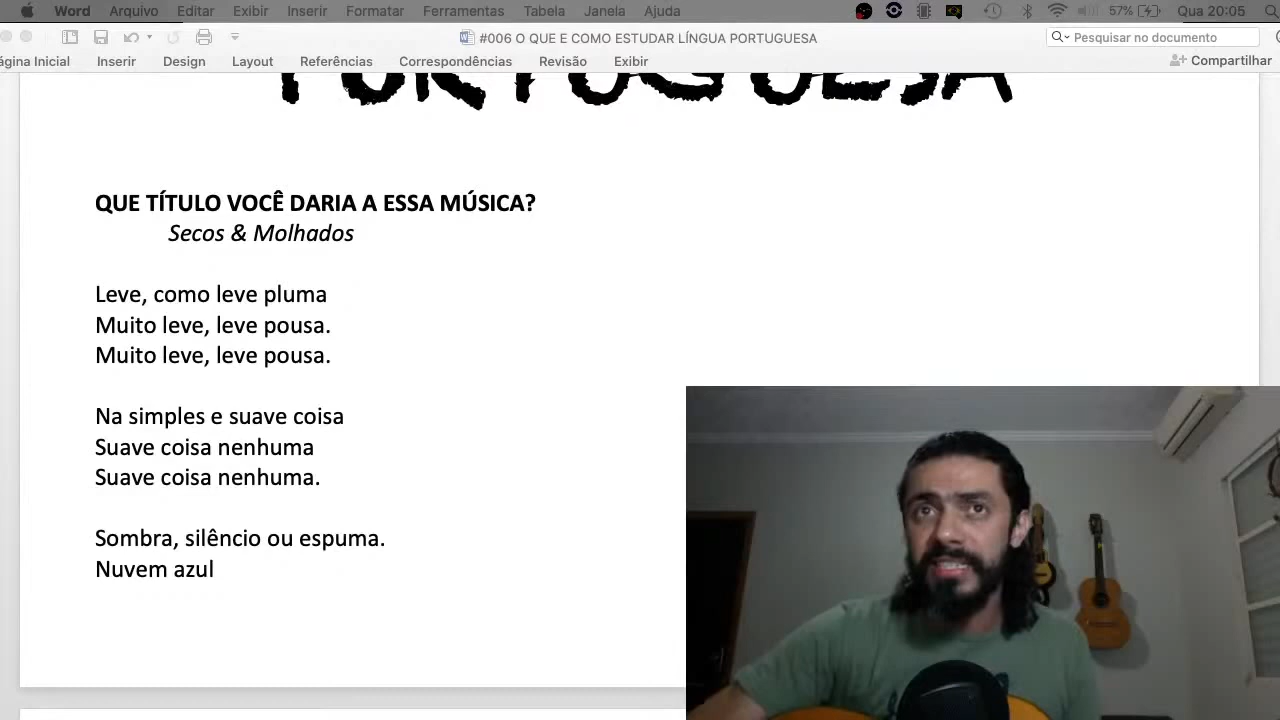 Word Arquivo Editar Exibir Inserir Formatar Ferramentas Tabela Janela Ajuda 57% Qua 20:05
#006 O QUE E COMO ESTUDAR LÍNGUA PORTUGUESA Pesquisar no documento
ágina Inicial Inserir Design Layout Referências Correspondências Revisão Exibir Compartilhar
PORTUGUESA
QUE TÍTULO VOCÊ DARIA A ESSA MÚSICA?
Secos & Molhados
Leve, como leve pluma
Muito leve, leve pousa.
Muito leve, leve pousa.
Na simples e suave coisa
Suave coisa nenhuma
Suave coisa nenhuma.
Sombra, silêncio ou espuma.
Nuvem azul